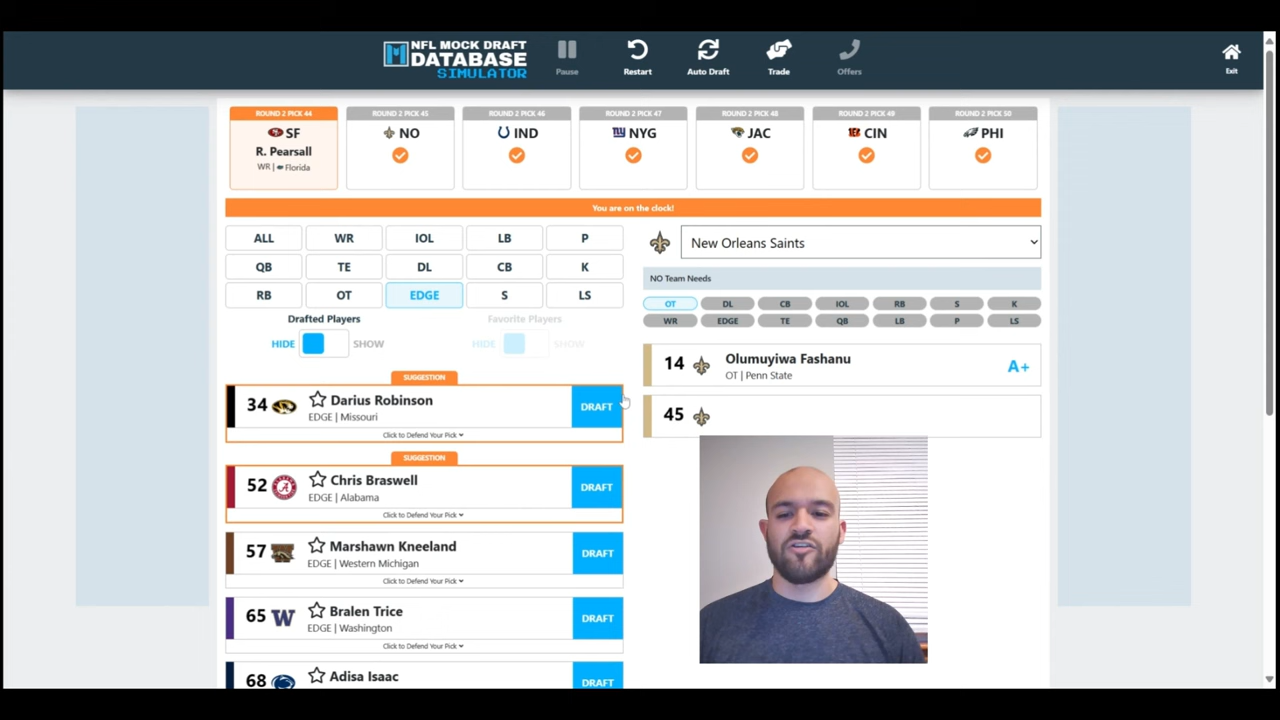 NFL MOCK DRAFT
DATABASE
SIMULATOR
Pause
Restart
Auto Draft
Trade
Offers
Exit
ROUND 2 PICK 44
SF
R. Pearsall
WR | Florida
ROUND 2 PICK 45
NO
ROUND 2 PICK 46
IND
ROUND 2 PICK 47
NYG
ROUND 2 PICK 48
JAC
ROUND 2 PICK 49
CIN
ROUND 2 PICK 50
PHI
You are on the clock!
ALL WR IOL LB P
QB TE DL CB K
RB OT EDGE S LS
Drafted Players
HIDE SHOW
Favorite Players
HIDE SHOW
SUGGESTION
34 Darius Robinson DRAFT
EDGE | Missouri
Click to Defend Your Pick
SUGGESTION
52 Chris Braswell DRAFT
EDGE | Alabama
Click to Defend Your Pick
57 Marshawn Kneeland DRAFT
EDGE | Western Michigan
Click to Defend Your Pick
65 Bralen Trice DRAFT
EDGE | Washington
Click to Defend Your Pick
68 Adisa Isaac DRAFT
New Orleans Saints
NO Team Needs
OT DL CB IOL RB S K
WR EDGE TE QB LB P LS
14 Olumuyiwa Fashanu A+
OT | Penn State
45